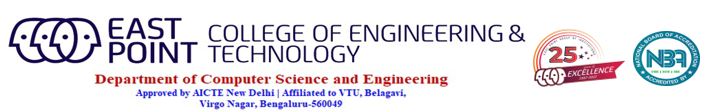 EAST
POINT
COLLEGE OF ENGINEERING &
TECHNOLOGY
Department of Computer Science and Engineering
Approved by AICTE New Delhi | Affiliated to VTU, Belagavi,
Virgo Nagar, Bengaluru-560049
25
EXCELLENCE
NATIONAL BOARD OF ACCREDITATION
NBA
ACCREDITED BY